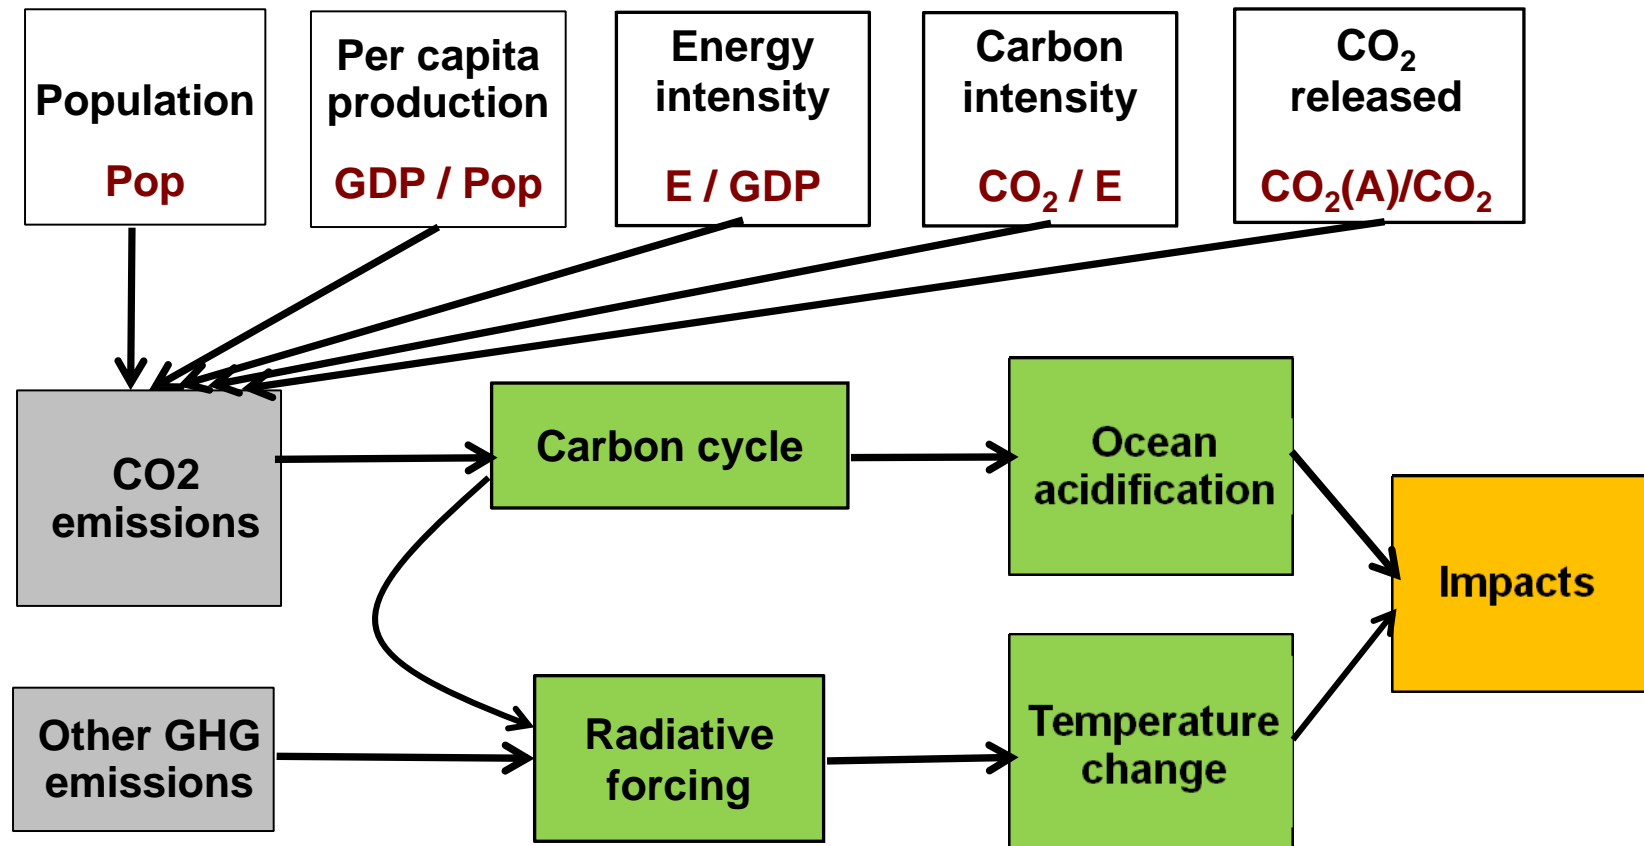 Population
Pop
Per capita
production
GDP / Pop
Energy
intensity
E / GDP
Carbon
intensity
CO₂ / E
CO₂
released
CO₂(A)/CO₂
CO2
emissions
Carbon cycle
Ocean
acidification
Impacts
Other GHG
emissions
Radiative
forcing
Temperature
change